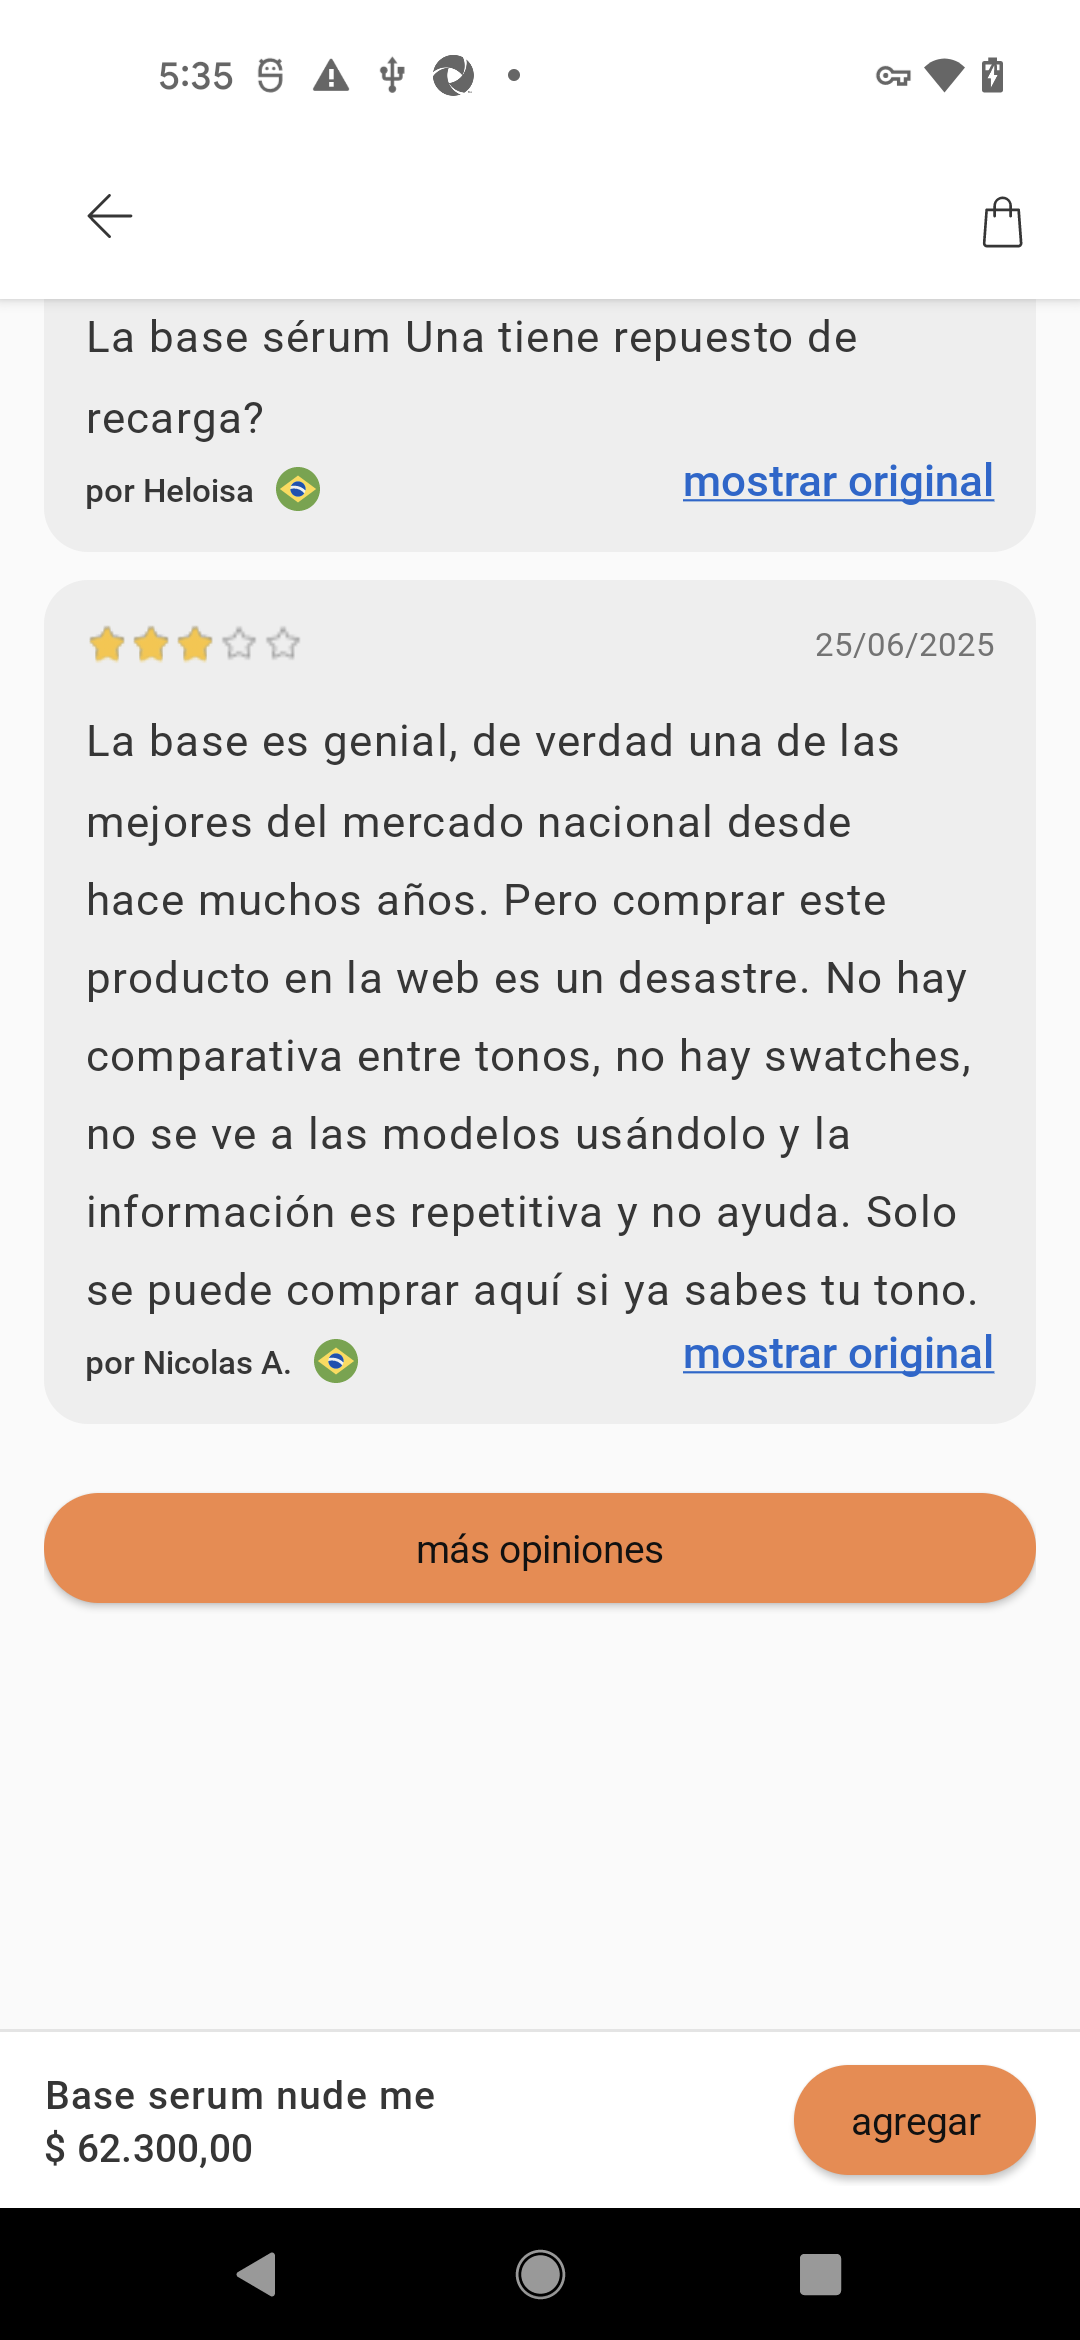 5:35
La base sérum Una tiene repuesto de
recarga?
por Heloisa
mostrar original
25/06/2025
La base es genial, de verdad una de las
mejores del mercado nacional desde
hace muchos años. Pero comprar este
producto en la web es un desastre. No hay
comparativa entre tonos, no hay swatches,
no se ve a las modelos usándolo y la
información es repetitiva y no ayuda. Solo
se puede comprar aquí si ya sabes tu tono.
por Nicolas A.
mostrar original
más opiniones
Base serum nude me
$ 62.300,00
agregar